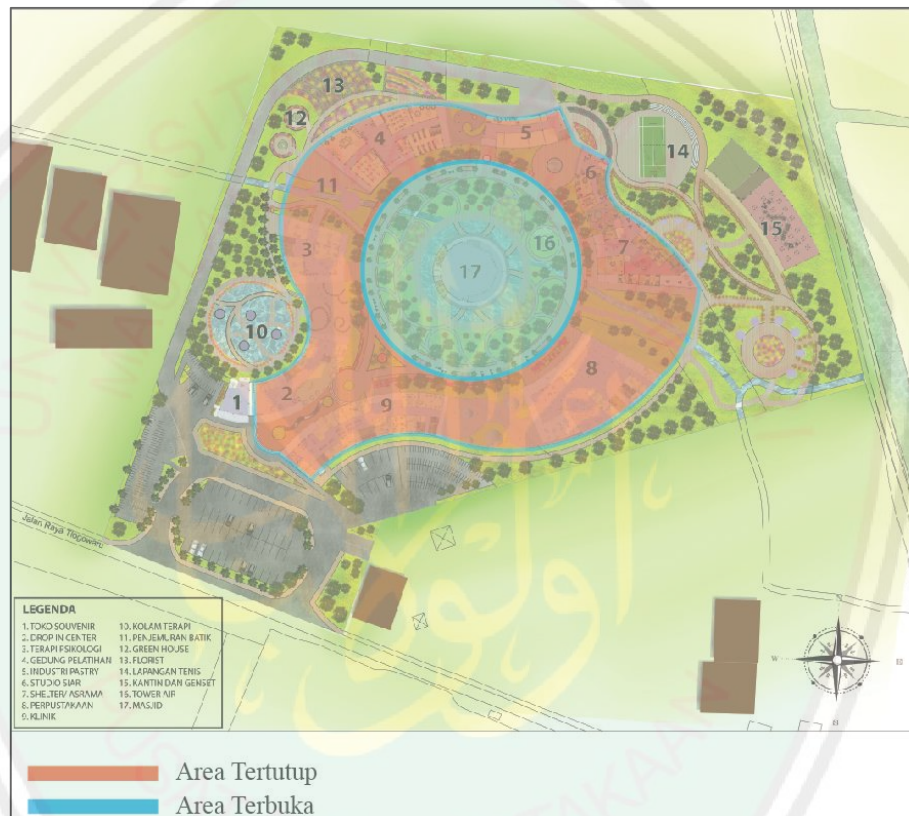 13
12
4
5
14
6
11
15
7
3
16
17
10
8
1
2
9
Jalan Raya Tlogowaru
LEGENDA
1. TOKO SOUVENIR
2. DROP IN CENTER
3. TERAPI PSIKOLOGI
4. GEDUNG PELATIHAN
5. INDUSTRI PASTRY
6. STUDIO SIAR
7. SHELTER/ ASRAMA
8. PERPUSTAKAAN
9. KLINIK
10. KOLAM TERAPI
11. PENJEMURAN BATIK
12. GREEN HOUSE
13. FLORIST
14. LAPANGAN TENIS
15. KANTIN DAN GENSET
16. TOWER AIR
17. MASJID
W
E
Area Tertutup
Area Terbuka